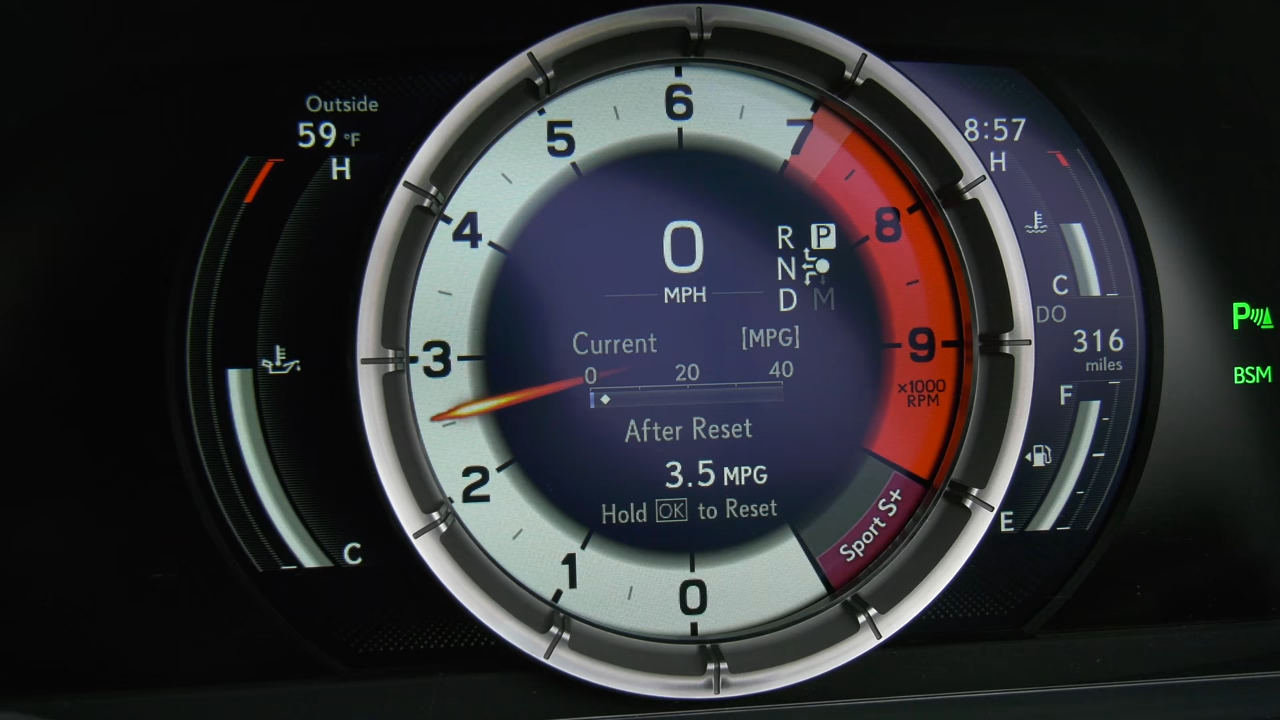 Outside
59 °F
H
C
0
1
2
3
4
5
6
7
8
9
×1000
RPM
Sport S+
0
MPH
R P
N
D M
Current [MPG]
0 20 40
After Reset
3.5 MPG
Hold OK to Reset
8:57
H
C
DO
316
miles
F
E
P
BSM